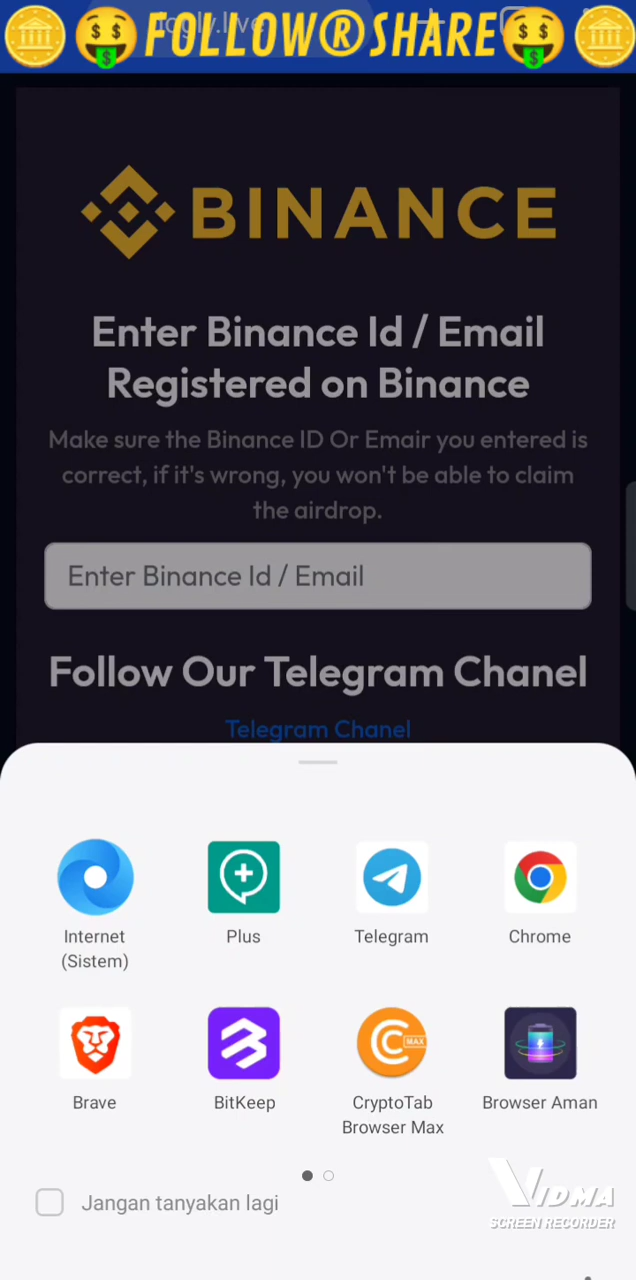 FOLLOW®SHARE
BINANCE
Enter Binance Id / Email
Registered on Binance
Make sure the Binance ID Or Emair you entered is
correct, if it's wrong, you won't be able to claim
the airdrop.
Enter Binance Id / Email
Follow Our Telegram Chanel
Telegram Chanel
Internet
(Sistem)
Plus
Telegram
Chrome
MAX
Brave
BitKeep
CryptoTab
Browser Max
Browser Aman
Jangan tanyakan lagi
VIDMA
SCREEN RECORDER